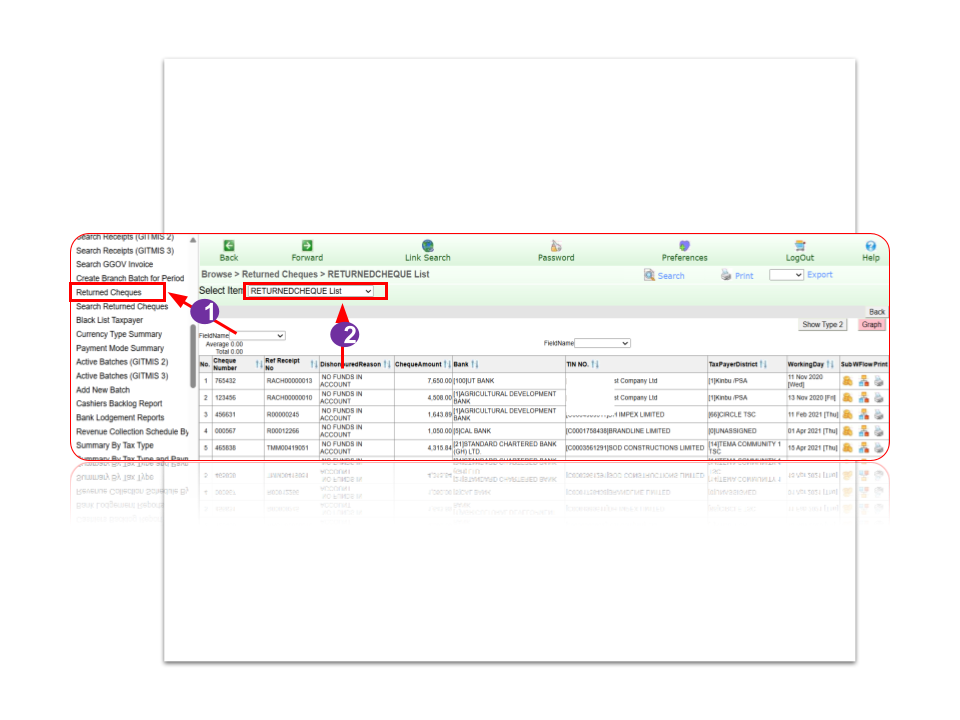 Search Receipts (GITMIS 2)
Search Receipts (GITMIS 3)
Search GGOV Invoice
Create Branch Batch for Period
Returned Cheques
Search Returned Cheques
Black List Taxpayer
Currency Type Summary
Payment Mode Summary
Active Batches (GITMIS 2)
Active Batches (GITMIS 3)
Add New Batch
Cashiers Backlog Report
Bank Lodgement Reports
Revenue Collection Schedule By
Summary By Tax Type
Summary By Tax Type and Paym
1
2
Back Forward Link Search Password Preferences LogOut Help
Browse > Returned Cheques > RETURNEDCHEQUE List
Search Print Export
Select Item RETURNEDCHEQUE List
Back
Show Type 2 Graph
FieldName
Average 0.00
Total 0.00
FieldName
No. Cheque Number Ref Receipt No DishonouredReason ChequeAmount Bank TIN NO. TaxPayerDistrict WorkingDay Sub WFlow Print
1 765432 RACH00000013 NO FUNDS IN ACCOUNT 7,650.00 [100]UT BANK st Company Ltd [1]Kinbu /PSA 11 Nov 2020 [Wed]
2 123456 RACH00000010 NO FUNDS IN ACCOUNT 4,508.00 [1]AGRICULTURAL DEVELOPMENT BANK st Company Ltd [1]Kinbu /PSA 13 Nov 2020 [Fri]
3 456631 R00000245 NO FUNDS IN ACCOUNT 1,643.89 [1]AGRICULTURAL DEVELOPMENT BANK IMPEX LIMITED [66]CIRCLE TSC 11 Feb 2021 [Thu]
4 000567 R00012266 NO FUNDS IN ACCOUNT 1,050.00 [5]CAL BANK [C0001758436]BRANDLINE LIMITED [0]UNASSIGNED 01 Apr 2021 [Thu]
5 465838 TMM00419051 NO FUNDS IN ACCOUNT 4,315.84 [21]STANDARD CHARTERED BANK (GH) LTD. [C0003561291]BOD CONSTRUCTIONS LIMITED [14]TEMA COMMUNITY 1 TSC 15 Apr 2021 [Thu]